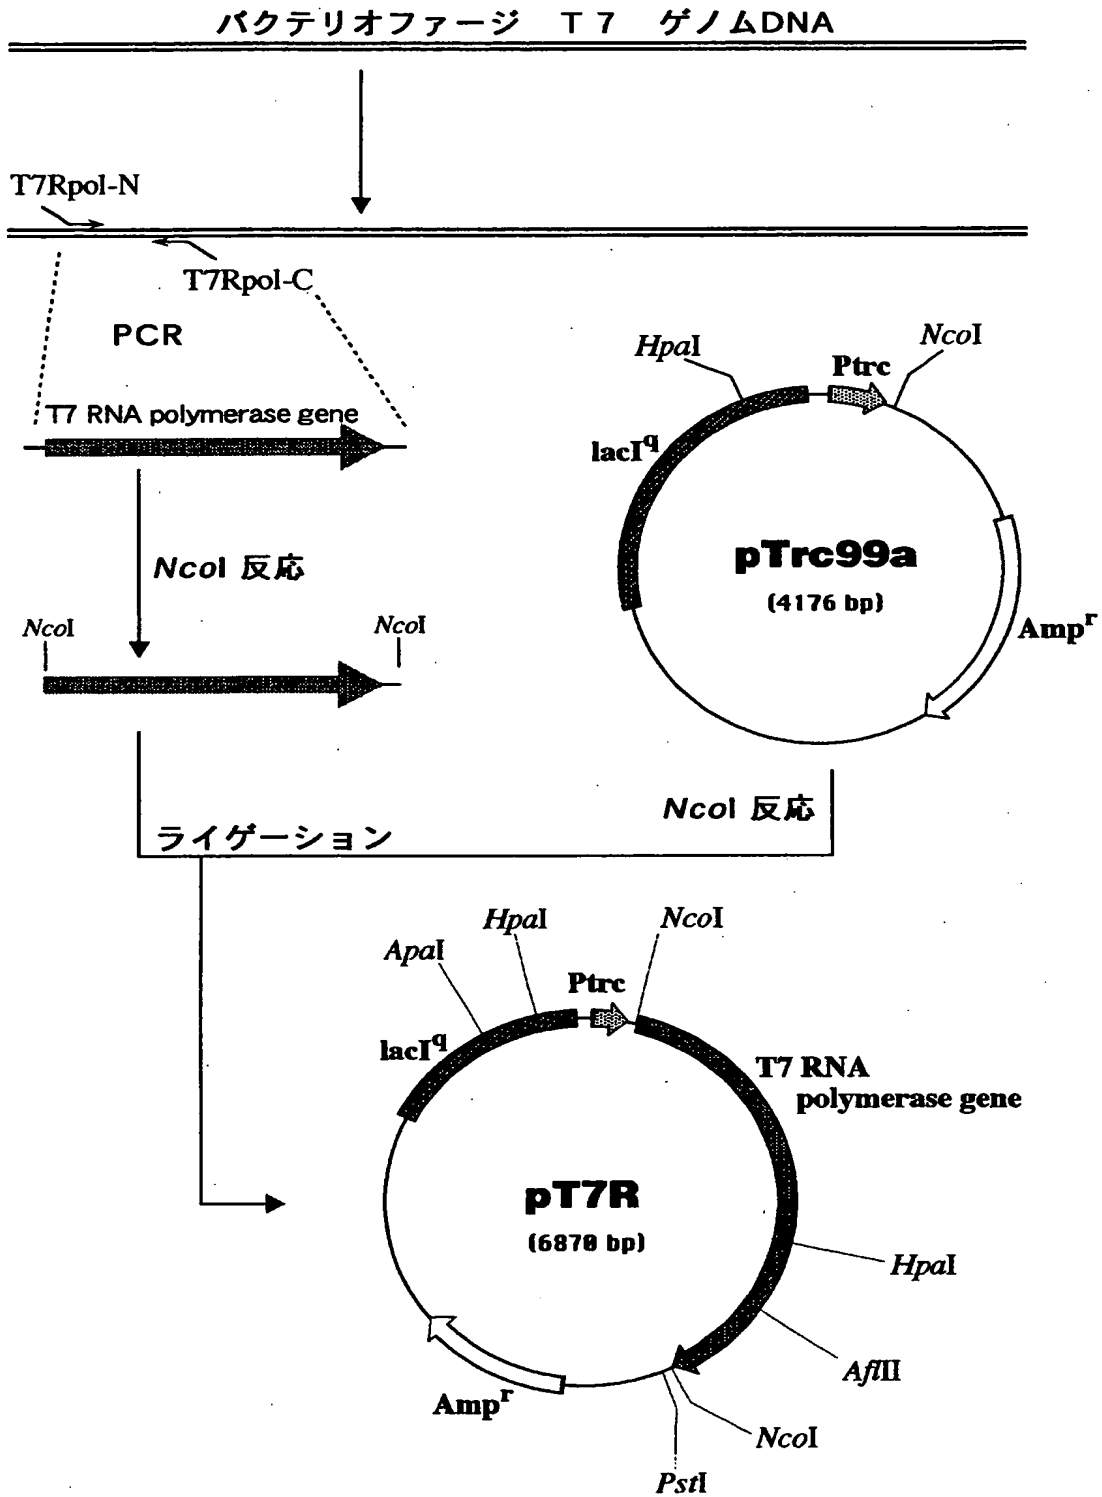 バクテリオファージ　T 7　ゲノムDNA
T7Rpol-N
T7Rpol-C
PCR
T7 RNA polymerase gene
NcoI 反応
NcoI
NcoI
HpaI
Ptrc
NcoI
lacIq
pTrc99a
(4176 bp)
Ampr
NcoI 反応
ライゲーション
ApaI
HpaI
Ptrc
NcoI
lacIq
T7 RNA
polymerase gene
pT7R
(6870 bp)
HpaI
AflII
Ampr
NcoI
PstI